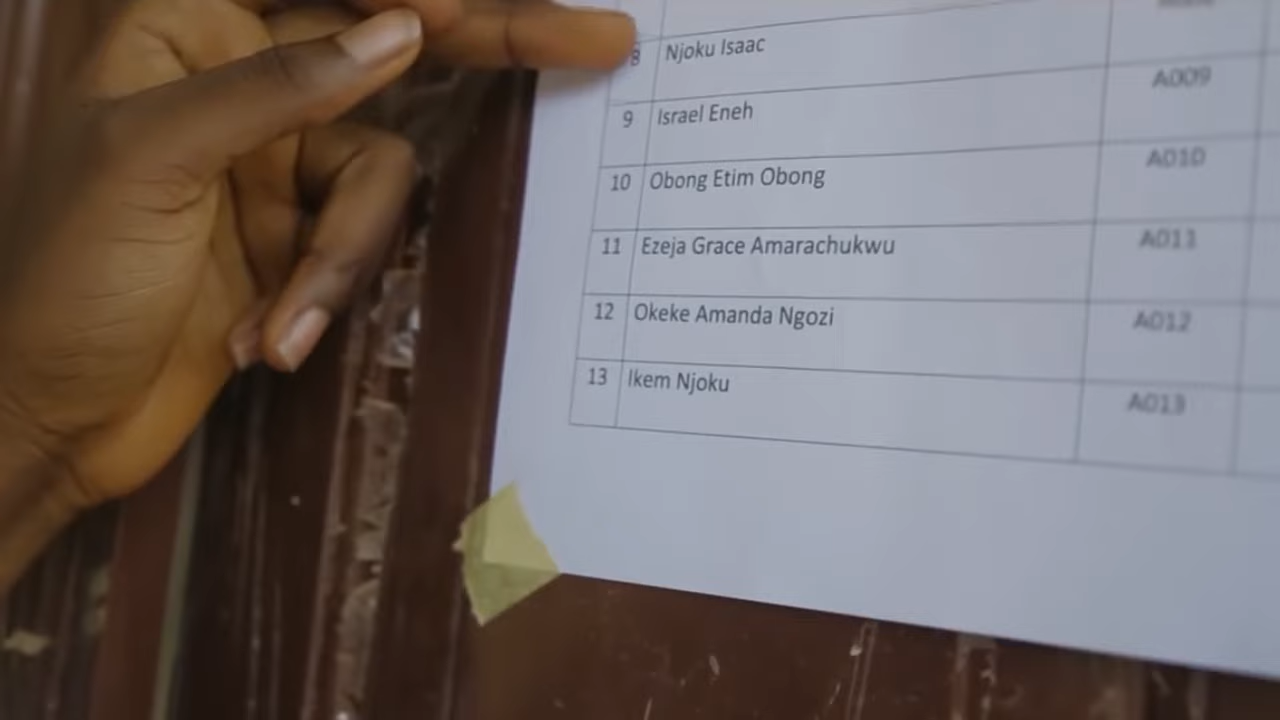 8 Njoku Isaac
9 Israel Eneh A009
10 Obong Etim Obong A010
11 Ezeja Grace Amarachukwu A011
12 Okeke Amanda Ngozi A012
13 Ikem Njoku A013